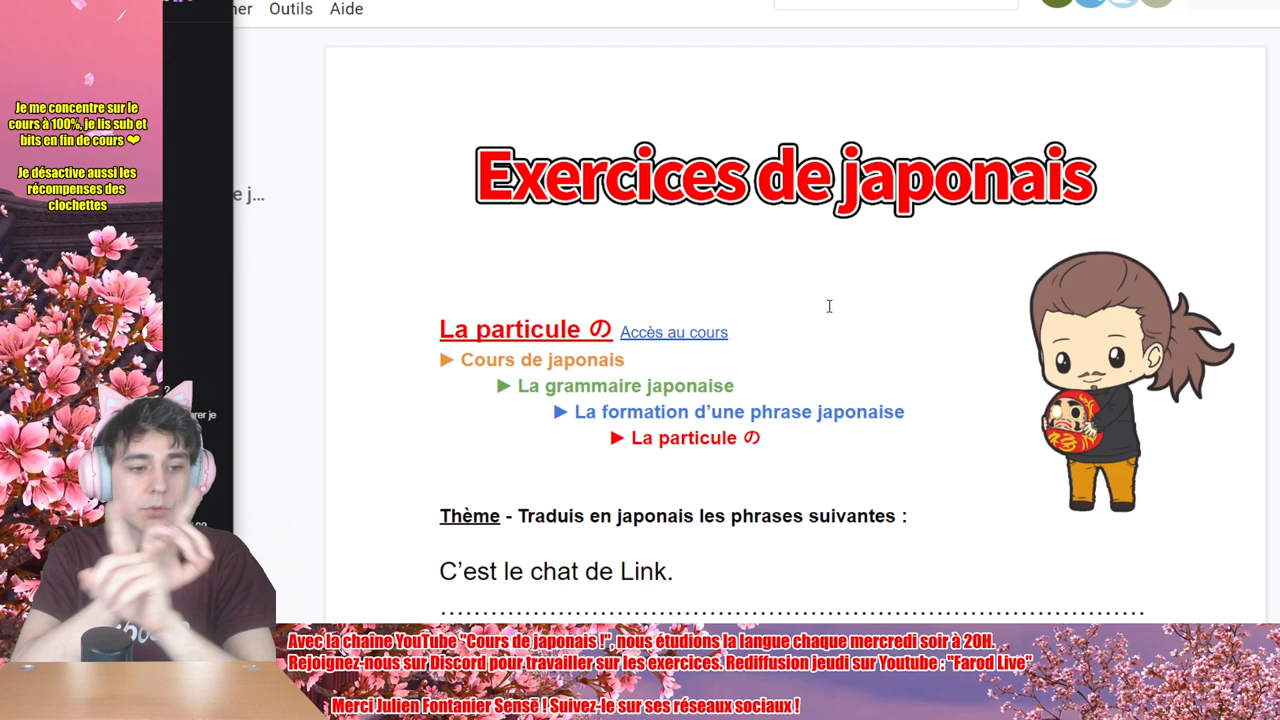 her Outils Aide
Je me concentre sur le
cours à 100%, je lis sub et
bits en fin de cours ❤
Je désactive aussi les
récompenses des
clochettes
e j...
Exercices de japonais
La particule の Accès au cours
► Cours de japonais
► La grammaire japonaise
► La formation d’une phrase japonaise
► La particule の
rer je
Thème - Traduis en japonais les phrases suivantes :
C’est le chat de Link.
Avec la chaîne YouTube "Cours de japonais !", nous étudions la langue chaque mercredi soir à 20H.
Rejoignez-nous sur Discord pour travailler sur les exercices. Rediffusion jeudi sur Youtube : "Farod Live"
Merci Julien Fontanier Sensē ! Suivez-le sur ses réseaux sociaux !